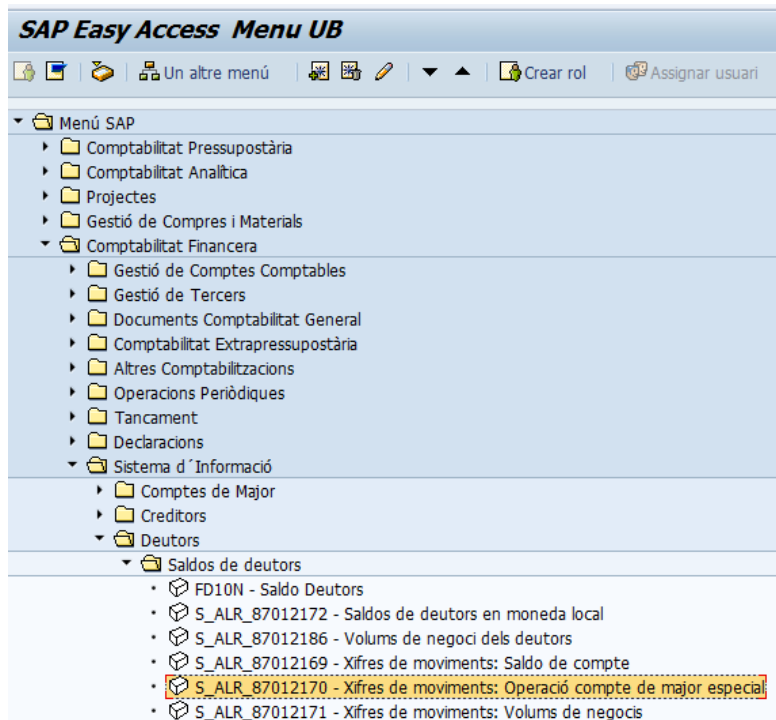 SAP Easy Access Menu UB
Un altre menú Crear rol Assignar usuari
Menú SAP
Comptabilitat Pressupostària
Comptabilitat Analítica
Projectes
Gestió de Compres i Materials
Comptabilitat Financera
Gestió de Comptes Comptables
Gestió de Tercers
Documents Comptabilitat General
Comptabilitat Extrapressupostària
Altres Comptabilitzacions
Operacions Periòdiques
Tancament
Declaracions
Sistema d´Informació
Comptes de Major
Creditors
Deutors
Saldos de deutors
FD10N - Saldo Deutors
S_ALR_87012172 - Saldos de deutors en moneda local
S_ALR_87012186 - Volums de negoci dels deutors
S_ALR_87012169 - Xifres de moviments: Saldo de compte
S_ALR_87012170 - Xifres de moviments: Operació compte de major especial
S_ALR_87012171 - Xifres de moviments: Volums de negocis